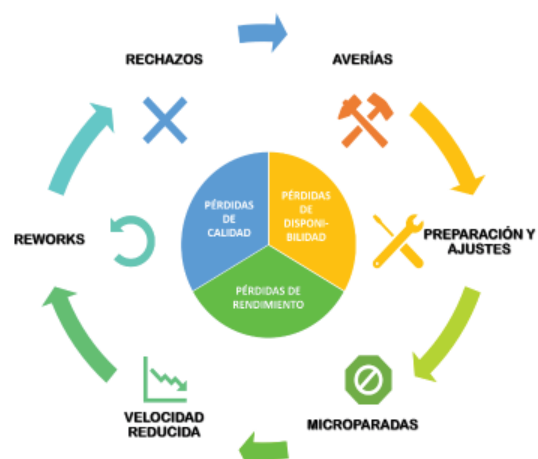 RECHAZOS
AVERÍAS
PÉRDIDAS
DE
CALIDAD
PÉRDIDAS
DE
DISPONI-
BILIDAD
REWORKS
PREPARACIÓN Y
AJUSTES
PÉRDIDAS DE
RENDIMIENTO
VELOCIDAD
REDUCIDA
MICROPARADAS